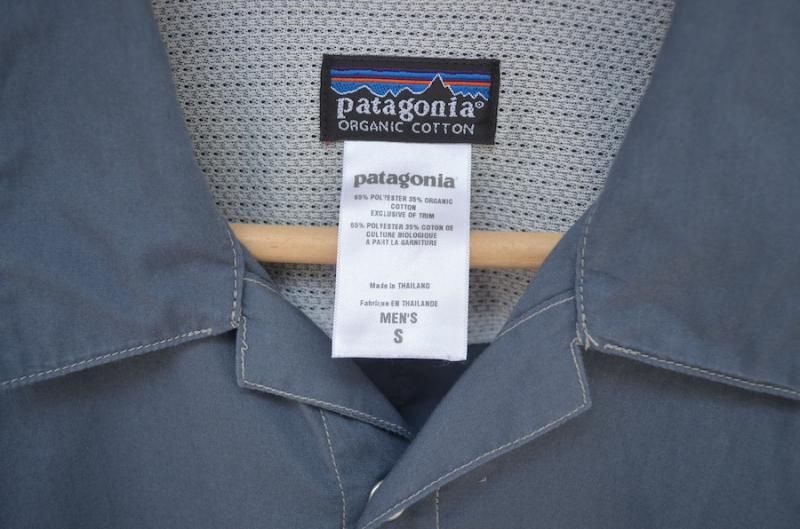 patagonia®
ORGANIC COTTON
patagonia®
65% POLYESTER 35% ORGANIC
COTTON
EXCLUSIVE OF TRIM
65% POLYESTER 35% COTON DE
CULTURE BIOLOGIQUE
A PART LA GARNITURE
Made in THAILAND
Fabrique EN THAILANDE
MEN'S
S